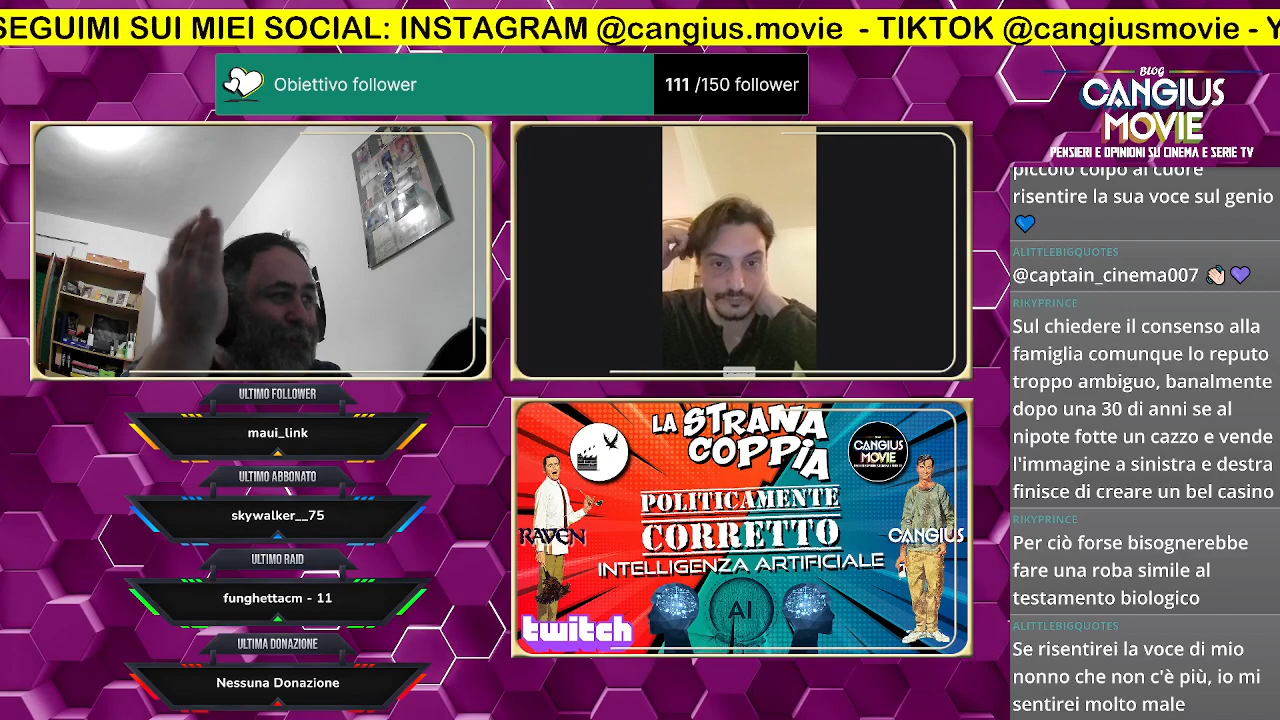 SEGUIMI SUI MIEI SOCIAL: INSTAGRAM @cangius.movie - TIKTOK @cangiusmovie - Y
Obiettivo follower
111 /150 follower
BLOG
CANGIUS
MOVIE
PENSIERI E OPINIONI SU CINEMA E SERIE TV
piccolo colpo al cuore
risentire la sua voce sul genio
ALITTLEBIGQUOTES
@captain_cinema007
RIKYPRINCE
Sul chiedere il consenso alla
famiglia comunque lo reputo
troppo ambiguo, banalmente
dopo una 30 di anni se al
nipote fotte un cazzo e vende
l'immagine a sinistra e destra
finisce di creare un bel casino
RIKYPRINCE
Per ciò forse bisognerebbe
fare una roba simile al
testamento biologico
ALITTLEBIGQUOTES
Se risentirei la voce di mio
nonno che non c'è più, io mi
sentirei molto male
ULTIMO FOLLOWER
maui_link
ULTIMO ABBONATO
skywalker__75
ULTIMO RAID
funghettacm - 11
ULTIMA DONAZIONE
Nessuna Donazione
LA STRANA
COPPIA
CANGIUS
MOVIE
POLITICAMENTE
CORRETTO
RAVEN
CANGIUS
INTELLIGENZA ARTIFICIALE
AI
twitch